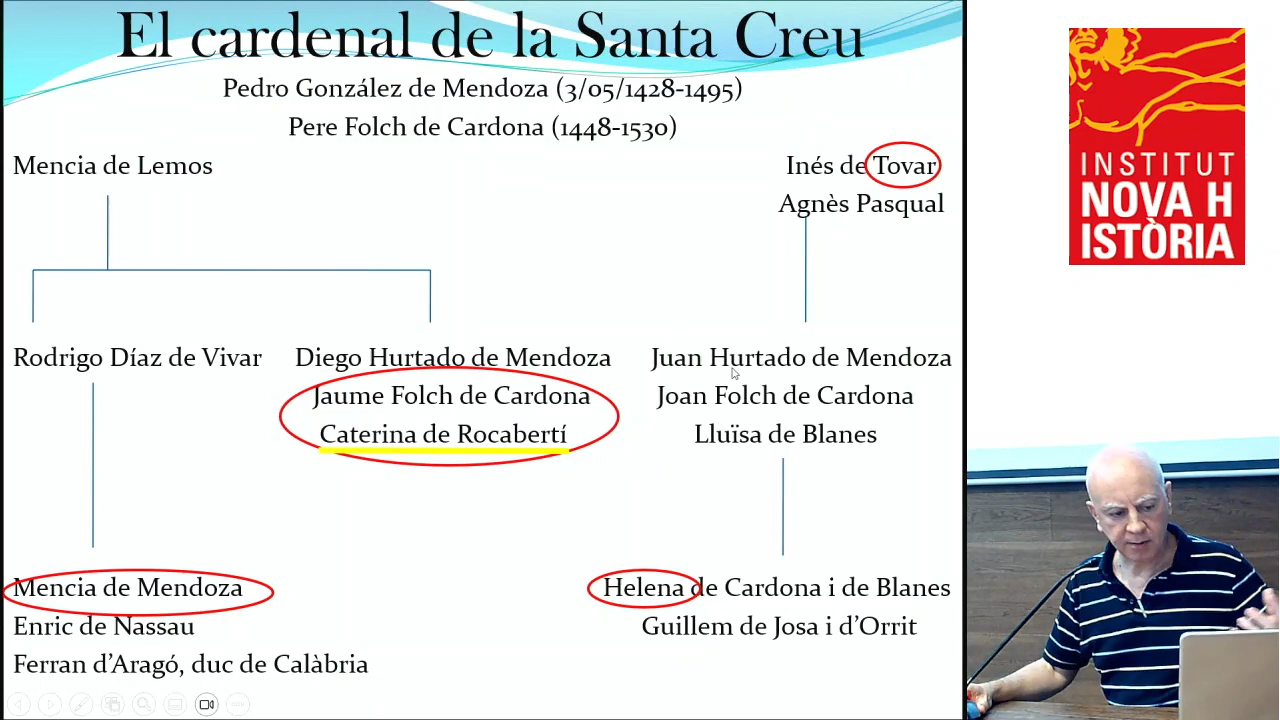 El cardenal de la Santa Creu
Pedro González de Mendoza (3/05/1428-1495)
Pere Folch de Cardona (1448-1530)
Mencia de Lemos
Inés de Tovar
Agnès Pasqual
Rodrigo Díaz de Vivar
Diego Hurtado de Mendoza
Juan Hurtado de Mendoza
Jaume Folch de Cardona
Joan Folch de Cardona
Caterina de Rocabertí
Lluïsa de Blanes
Mencia de Mendoza
Helena de Cardona i de Blanes
Enric de Nassau
Guillem de Josa i d'Orrit
Ferran d'Aragó, duc de Calàbria
INSTITUT
NOVA H
ISTÒRIA